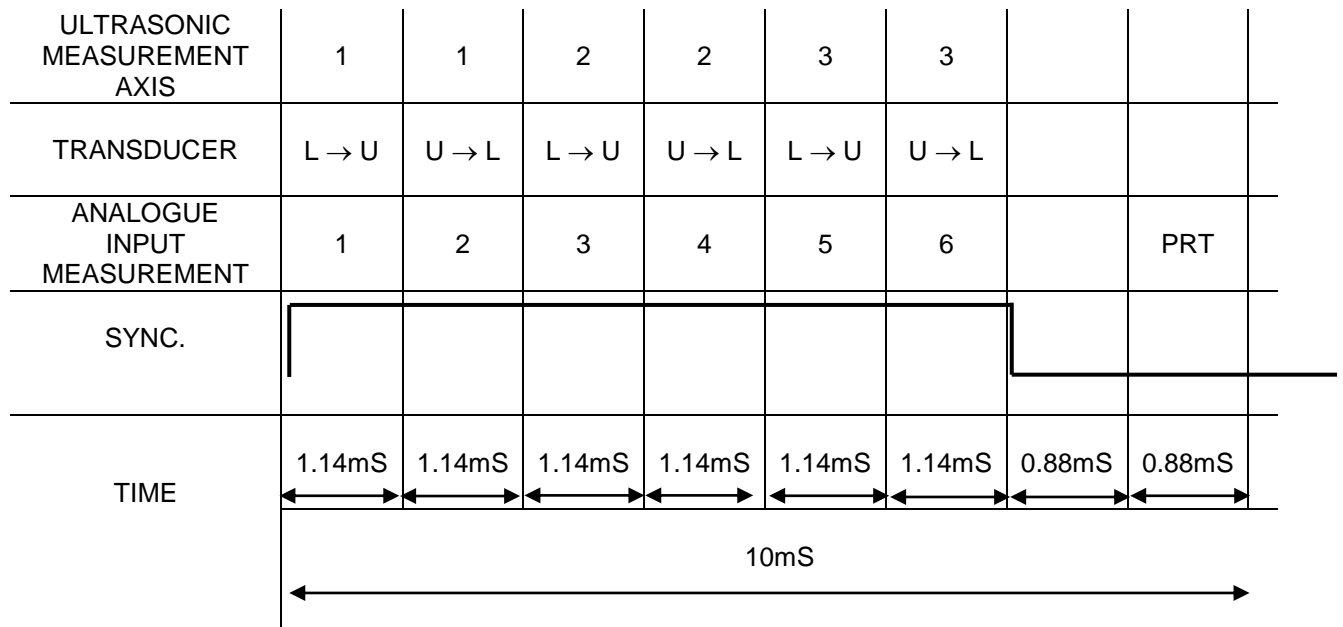 ULTRASONIC
MEASUREMENT
AXIS
1 1 2 2 3 3
TRANSDUCER
L → U U → L L → U U → L L → U U → L
ANALOGUE
INPUT
MEASUREMENT
1 2 3 4 5 6 PRT
SYNC.
TIME
1.14mS 1.14mS 1.14mS 1.14mS 1.14mS 1.14mS 0.88mS 0.88mS
10mS